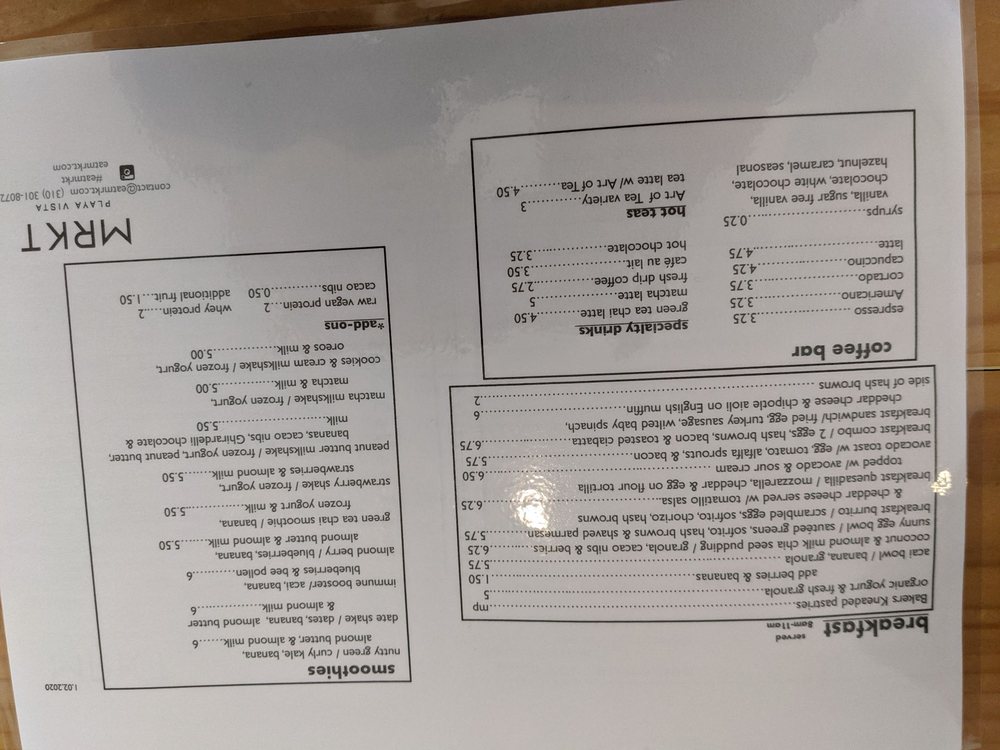 1.02.2020
breakfast served
8am-11am
Bakers Kneaded pastries..........mp
organic yogurt & fresh granola..........5
add berries & bananas..........1.50
acai bowl / banana, granola..........5.75
coconut & almond milk chia seed pudding / granola, cacao nibs & berries..........6.25
sunny egg bowl / sautéed greens, sofrito, hash browns & shaved parmesan..........5.75
breakfast burrito / scrambled eggs, sofrito, chorizo, hash browns
& cheddar cheese served w/ tomatillo salsa..........6.25
breakfast quesadilla / mozzarella, cheddar & egg on flour tortilla
topped w/ avocado & sour cream..........6.50
avocado toast w/ egg, tomato, alfalfa sprouts, & bacon..........5.75
breakfast combo / 2 eggs, hash browns, bacon & toasted ciabatta..........6.75
breakfast sandwich/ fried egg, turkey sausage, wilted baby spinach,
cheddar cheese & chipotle aioli on English muffin..........6
side of hash browns..........2
coffee bar
espresso..........3.25
Americano..........3.25
cortado..........3.75
capuccino..........4.25
latte..........4.75
syrups..........0.25
vanilla, sugar free vanilla,
chocolate, white chocolate,
hazelnut, caramel, seasonal
specialty drinks
green tea chai latte..........4.50
matcha latte..........5
fresh drip coffee..........2.75
café au lait..........3.50
hot chocolate..........3.25
hot teas
Art of Tea variety..........3
tea latte w/ Art of Tea..........4.50
smoothies
nutty green / curly kale, banana,
almond butter, & almond milk......6
date shake / dates, banana, almond butter
& almond milk..........6
immune booster/ acai, banana,
blueberries & bee pollen..........6
almond berry / blueberries, banana,
almond butter & almond milk.....5.50
green tea chai smoothie / banana,
frozen yogurt & milk..........5.50
strawberry shake / frozen yogurt,
strawberries & almond milk.....5.50
peanut butter milkshake / frozen yogurt, peanut butter,
bananas, cacao nibs, Ghirardelli chocolate &
milk..........5.50
matcha milkshake / frozen yogurt,
matcha & milk..........5.00
cookies & cream milkshake / frozen yogurt,
oreos & milk..........5.00
*add-ons
raw vegan protein....2
whey protein.....2
cacao nibs......0.50
additional fruit....1.50
MRKT
PLAYA VISTA
contact@eatmrkt.com (310) 301-8072
#eatmrkt
eatmrkt.com